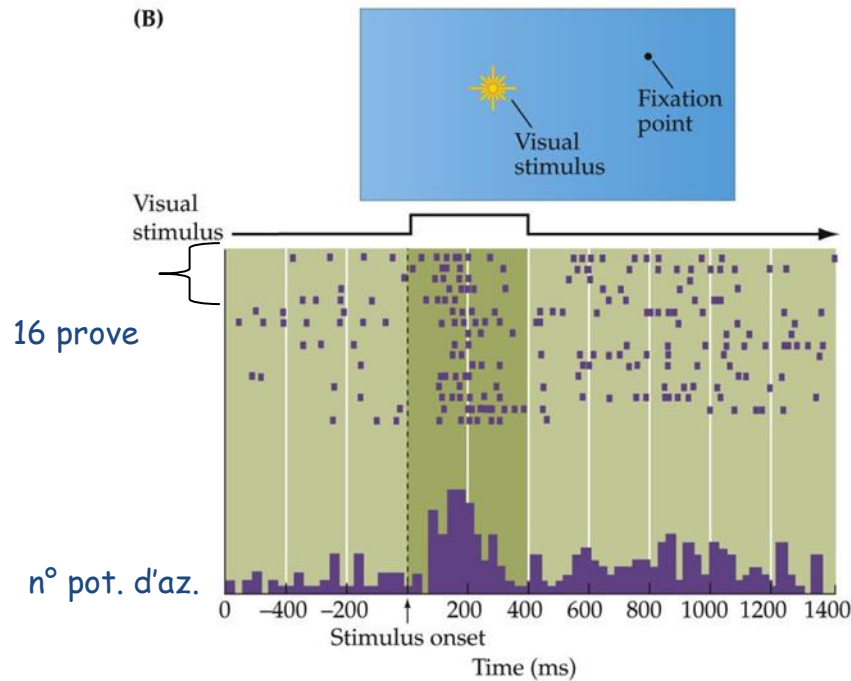 (B)
Fixation
point
Visual
stimulus
Visual
stimulus
16 prove
n° pot. d'az.
0 –400 –200 200 400 600 800 1000 1200 1400
Stimulus onset
Time (ms)